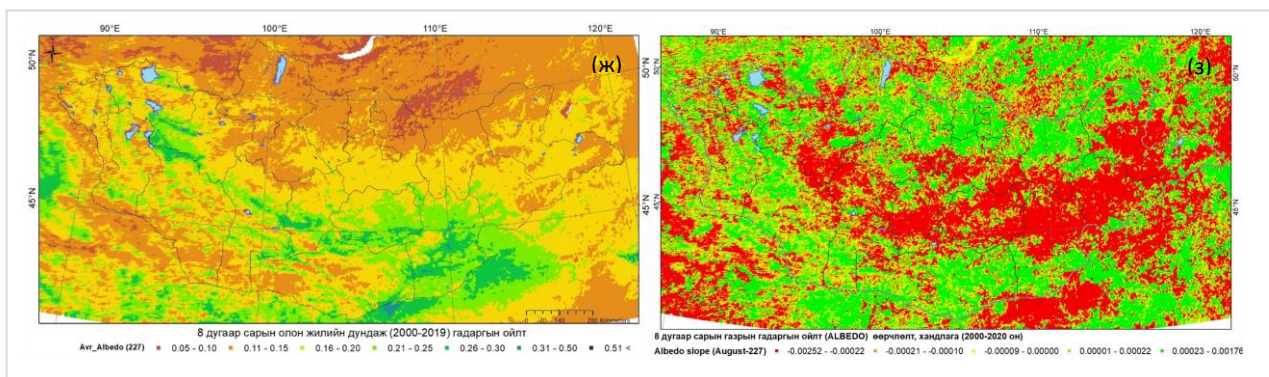 90°E 100°E 110°E 120°E
50°N 50°N
45°N 45°N
(ж)
8 дугаар сарын олон жилийн дундаж (2000-2019) гадаргын ойлт
Avr_Albedo (227) 0.05 - 0.10 0.11 - 0.15 0.16 - 0.20 0.21 - 0.25 0.26 - 0.30 0.31 - 0.50 0.51 <
90°E 100°E 110°E 120°E
50°N 50°N
45°N 45°N
(з)
8 дугаар сарын газрын гадаргын ойлт (ALBEDO) өөрчлөлт, хандлага (2000-2020 он)
Albedo slope (August-227) -0.00252 - -0.00022 -0.00021 - -0.00010 -0.00009 - 0.00000 0.00001 - 0.00022 0.00023 - 0.00176